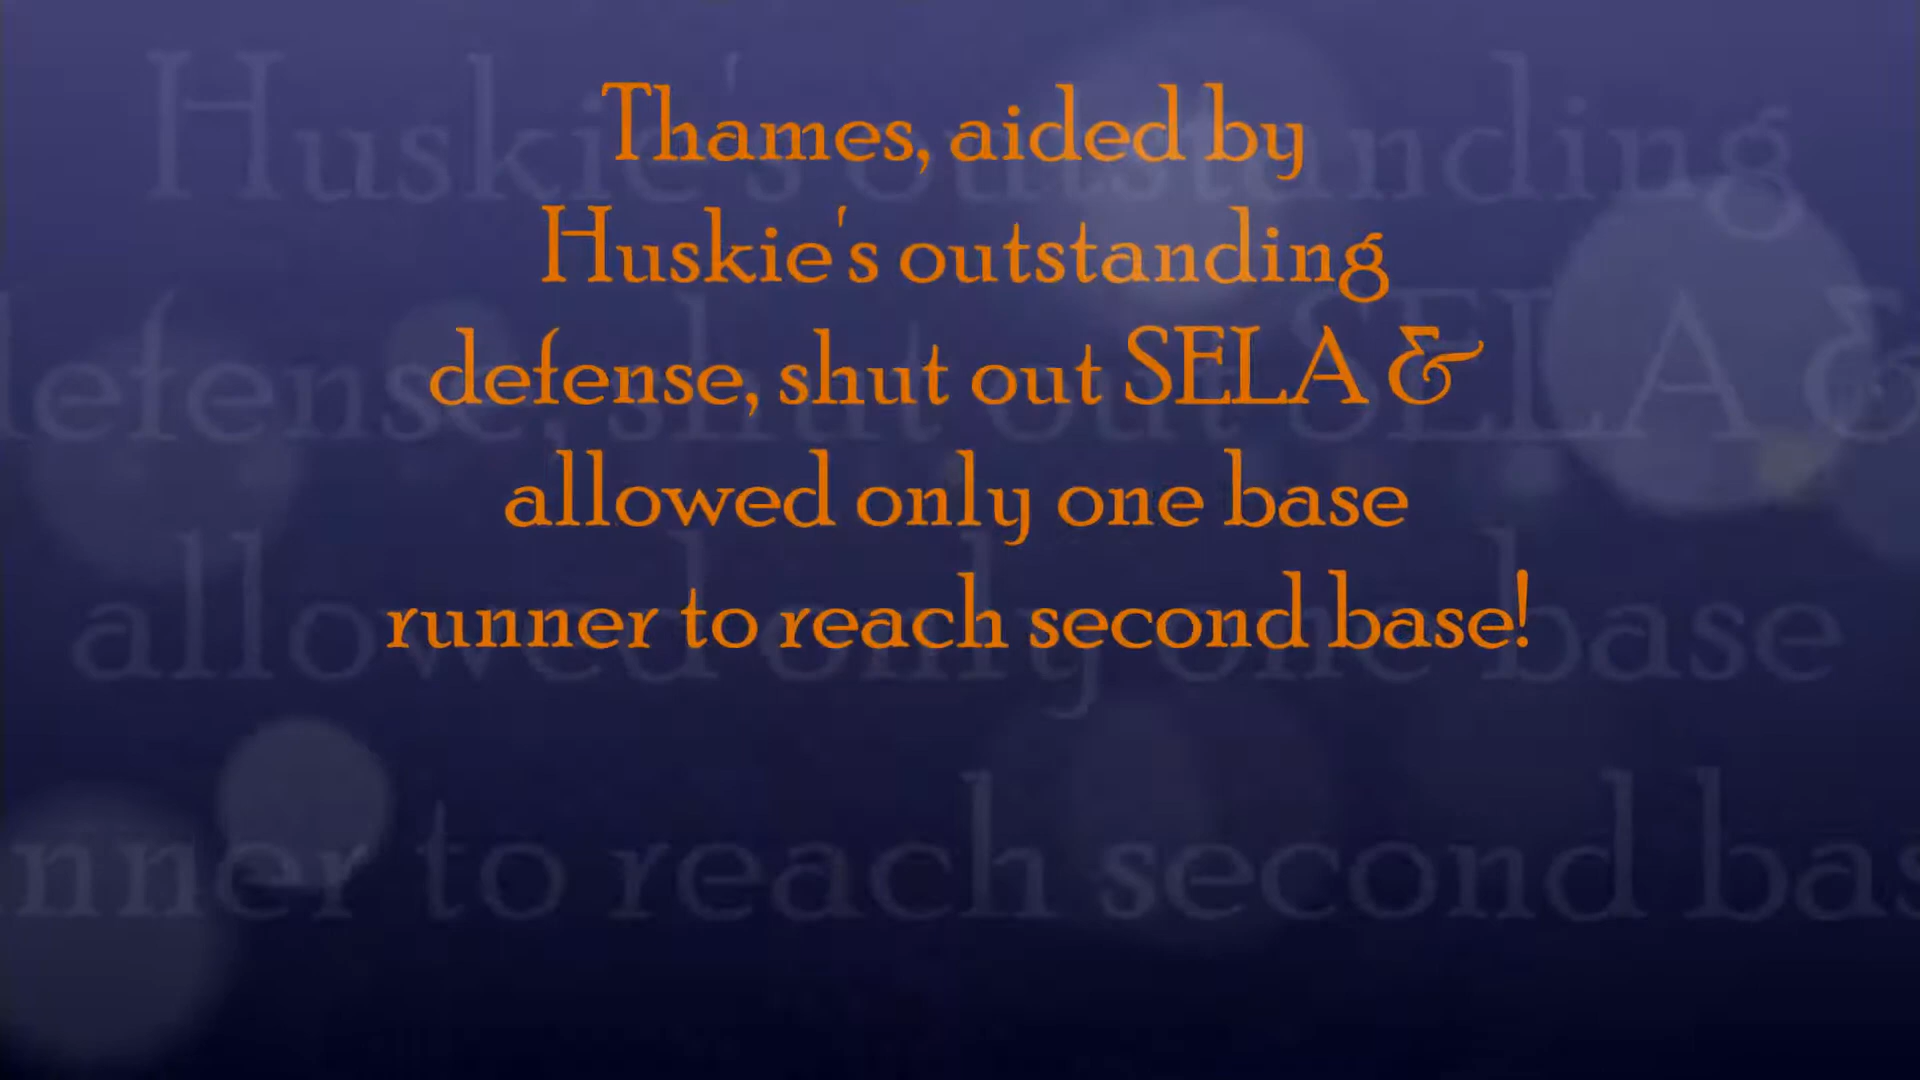 Thames, aided by
Huskie's outstanding
defense, shut out SELA &
allowed only one base
runner to reach second base!